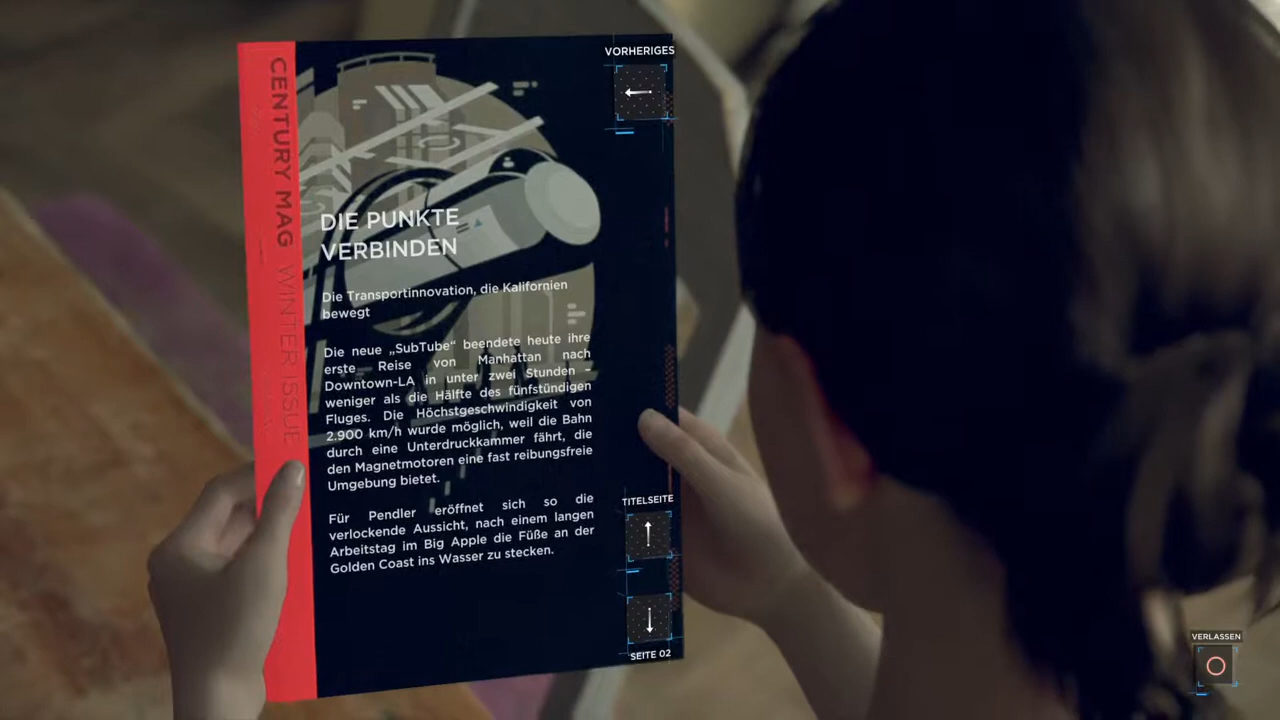 CENTURY MAG WINTER ISSUE
VORHERIGES
DIE PUNKTE
VERBINDEN
Die Transportinnovation, die Kalifornien
bewegt
Die neue „SubTube“ beendete heute ihre
erste Reise von Manhattan nach
Downtown-LA in unter zwei Stunden –
weniger als die Hälfte des fünfstündigen
Fluges. Die Höchstgeschwindigkeit von
2.900 km/h wurde möglich, weil die Bahn
durch eine Unterdruckkammer fährt, die
den Magnetmotoren eine fast reibungsfreie
Umgebung bietet.
Für Pendler eröffnet sich so die
verlockende Aussicht, nach einem langen
Arbeitstag im Big Apple die Füße an der
Golden Coast ins Wasser zu stecken.
TITELSEITE
SEITE 02
VERLASSEN